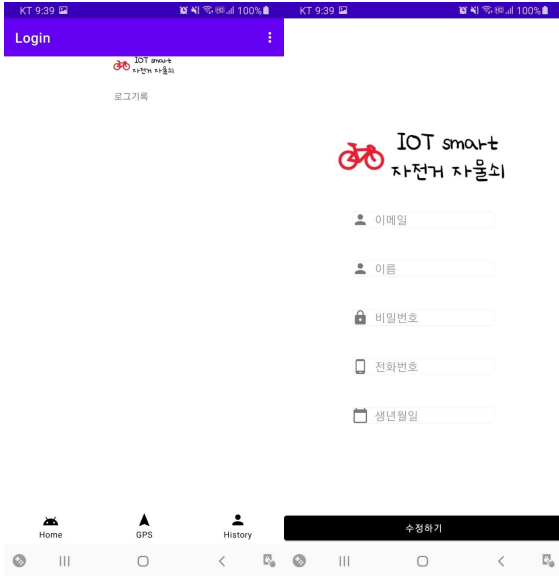 KT 9:39
100%
Login
IOT smart
자전거 자물쇠
로그기록
Home
GPS
History
KT 9:39
100%
IOT smart
자전거 자물쇠
이메일
이름
비밀번호
전화번호
생년월일
수정하기